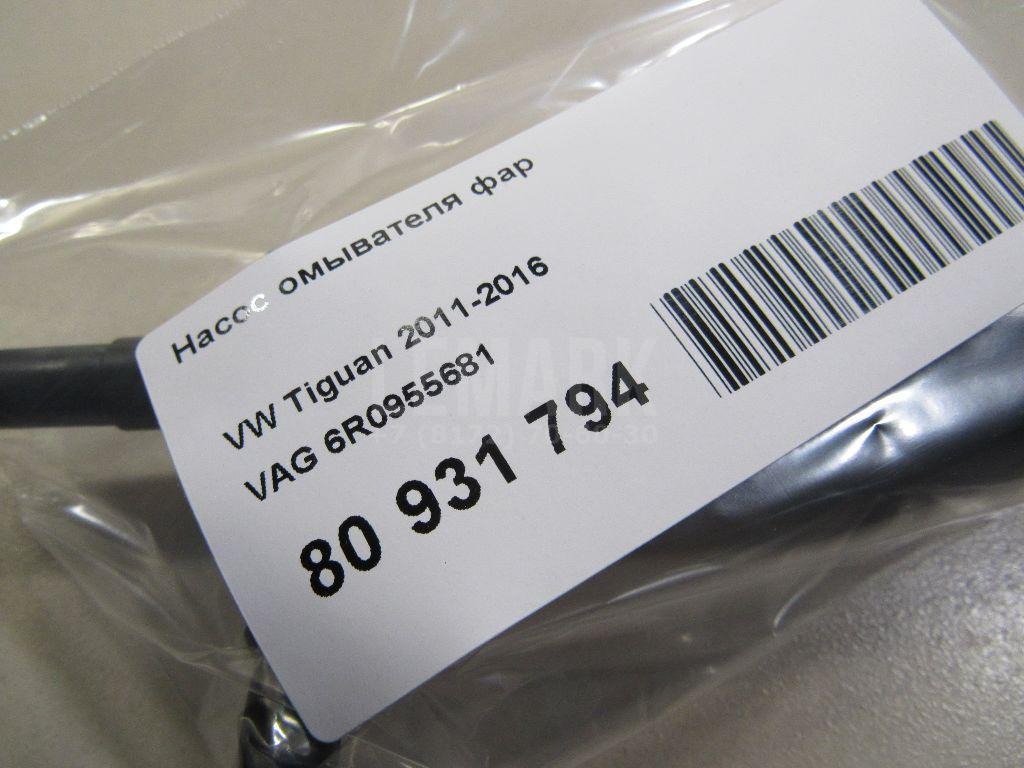 Насос омывателя фар
VW Tiguan 2011-2016
VAG 6R0955681
80 931 794